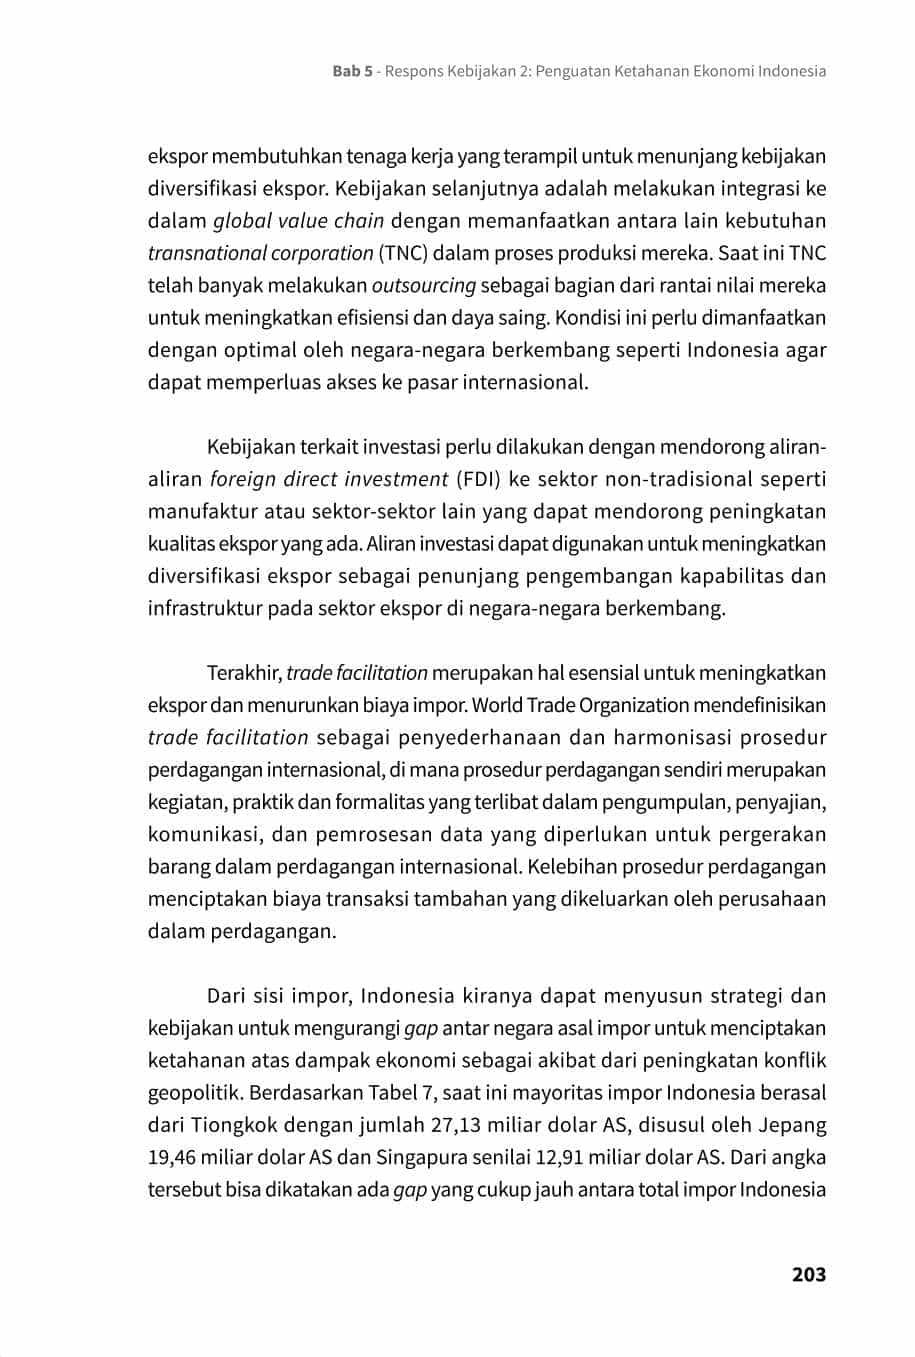 Bab 5 - Respons Kebijakan 2: Penguatan Ketahanan Ekonomi Indonesia
ekspor membutuhkan tenaga kerja yang terampil untuk menunjang kebijakan
diversifikasi ekspor. Kebijakan selanjutnya adalah melakukan integrasi ke
dalam global value chain dengan memanfaatkan antara lain kebutuhan
transnational corporation (TNC) dalam proses produksi mereka. Saat ini TNC
telah banyak melakukan outsourcing sebagai bagian dari rantai nilai mereka
untuk meningkatkan efisiensi dan daya saing. Kondisi ini perlu dimanfaatkan
dengan optimal oleh negara-negara berkembang seperti Indonesia agar
dapat memperluas akses ke pasar internasional.
Kebijakan terkait investasi perlu dilakukan dengan mendorong aliran-
aliran foreign direct investment (FDI) ke sektor non-tradisional seperti
manufaktur atau sektor-sektor lain yang dapat mendorong peningkatan
kualitas ekspor yang ada. Aliran investasi dapat digunakan untuk meningkatkan
diversifikasi ekspor sebagai penunjang pengembangan kapabilitas dan
infrastruktur pada sektor ekspor di negara-negara berkembang.
Terakhir, trade facilitation merupakan hal esensial untuk meningkatkan
ekspor dan menurunkan biaya impor. World Trade Organization mendefinisikan
trade facilitation sebagai penyederhanaan dan harmonisasi prosedur
perdagangan internasional, di mana prosedur perdagangan sendiri merupakan
kegiatan, praktik dan formalitas yang terlibat dalam pengumpulan, penyajian,
komunikasi, dan pemrosesan data yang diperlukan untuk pergerakan
barang dalam perdagangan internasional. Kelebihan prosedur perdagangan
menciptakan biaya transaksi tambahan yang dikeluarkan oleh perusahaan
dalam perdagangan.
Dari sisi impor, Indonesia kiranya dapat menyusun strategi dan
kebijakan untuk mengurangi gap antar negara asal impor untuk menciptakan
ketahanan atas dampak ekonomi sebagai akibat dari peningkatan konflik
geopolitik. Berdasarkan Tabel 7, saat ini mayoritas impor Indonesia berasal
dari Tiongkok dengan jumlah 27,13 miliar dolar AS, disusul oleh Jepang
19,46 miliar dolar AS dan Singapura senilai 12,91 miliar dolar AS. Dari angka
tersebut bisa dikatakan ada gap yang cukup jauh antara total impor Indonesia
203